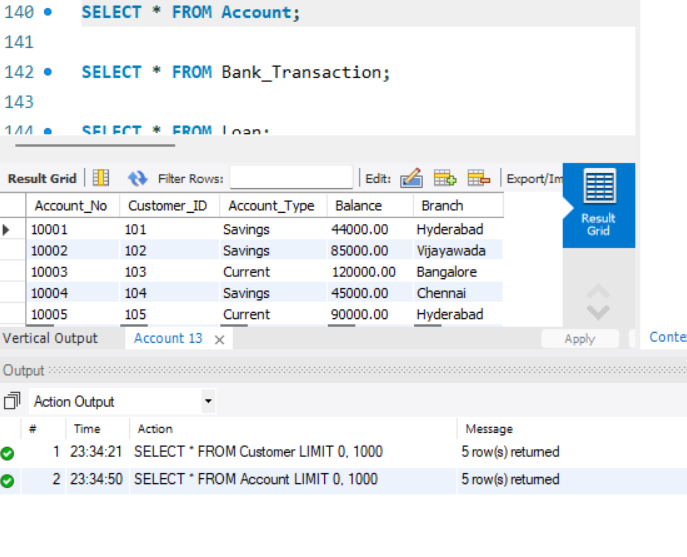 140 SELECT * FROM Account;
141
142 SELECT * FROM Bank_Transaction;
143
144 SELECT * FROM Loan;
Result Grid Filter Rows: Edit: Export/Im
Result Grid
Account_No Customer_ID Account_Type Balance Branch
10001 101 Savings 44000.00 Hyderabad
10002 102 Savings 85000.00 Vijayawada
10003 103 Current 120000.00 Bangalore
10004 104 Savings 45000.00 Chennai
10005 105 Current 90000.00 Hyderabad
Vertical Output Account 13 Apply Conte
Output
Action Output
# Time Action Message
1 23:34:21 SELECT * FROM Customer LIMIT 0, 1000 5 row(s) returned
2 23:34:50 SELECT * FROM Account LIMIT 0, 1000 5 row(s) returned